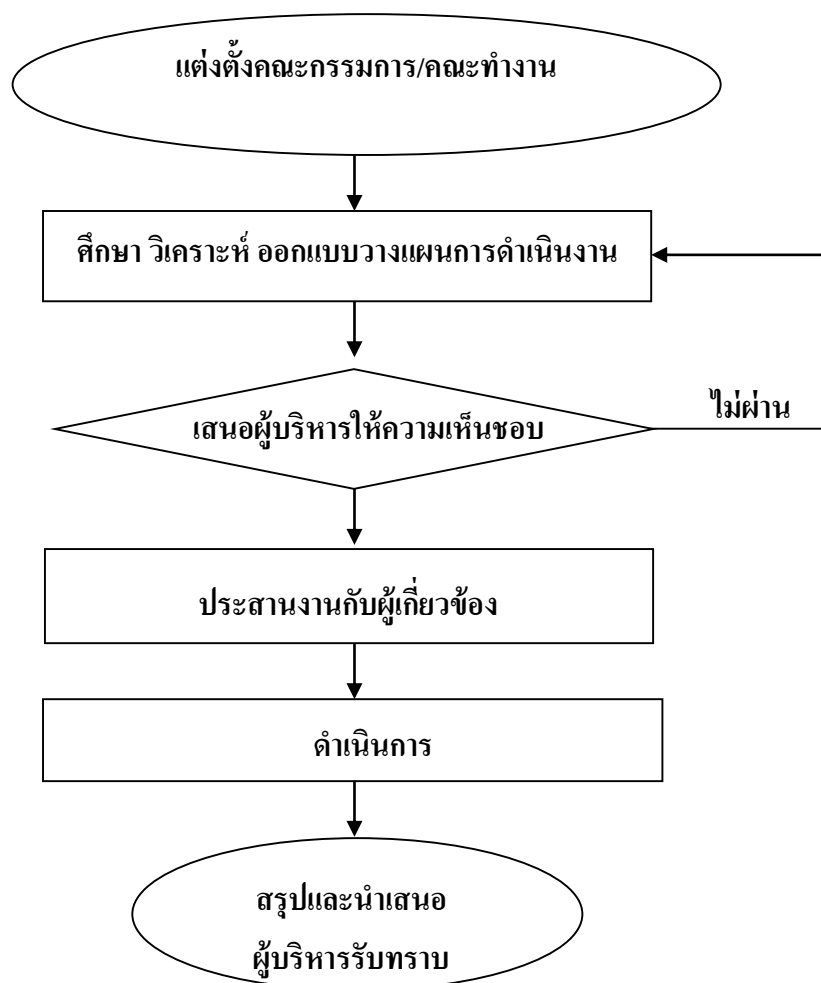 แต่งตั้งคณะกรรมการ/คณะทำงาน
ศึกษา วิเคราะห์ ออกแบบวางแผนการดำเนินงาน
ไม่ผ่าน
เสนอผู้บริหารให้ความเห็นชอบ
ประสานงานกับผู้เกี่ยวข้อง
ดำเนินการ
สรุปและนำเสนอ
ผู้บริหารรับทราบ